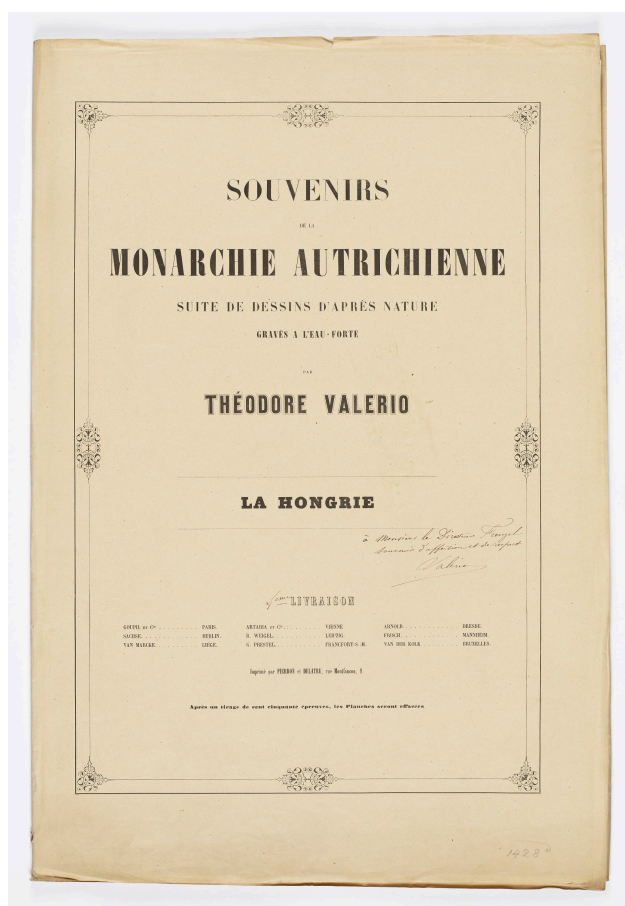 SOUVENIRS
DE LA
MONARCHIE AUTRICHIENNE
SUITE DE DESSINS D'APRÈS NATURE
GRAVÉS A L'EAU-FORTE
PAR
THÉODORE VALERIO
LA HONGRIE
à Monsieur le Directeur Frenzel
souvenir d'affection et de respect
Valerio
LIVRAISON
GOUPIL ET Cie. PARIS. ARTARIA ET Cie. VIENNE ARNOLD. DRESDE.
SACHSE. BERLIN. R. WEIGEL. LEIPZIG. FRISCH. MANNHEIM.
VAN MARCKE. LIÉGE. G. PRESTEL. FRANCFORT-S.-M. VAN DER KOLK. BRUXELLES.
Imprimé par PIERRON et DELATRE, rue Montfaucon, 1
Après un tirage de cent cinquante épreuves, les Planches seront effacées
1428